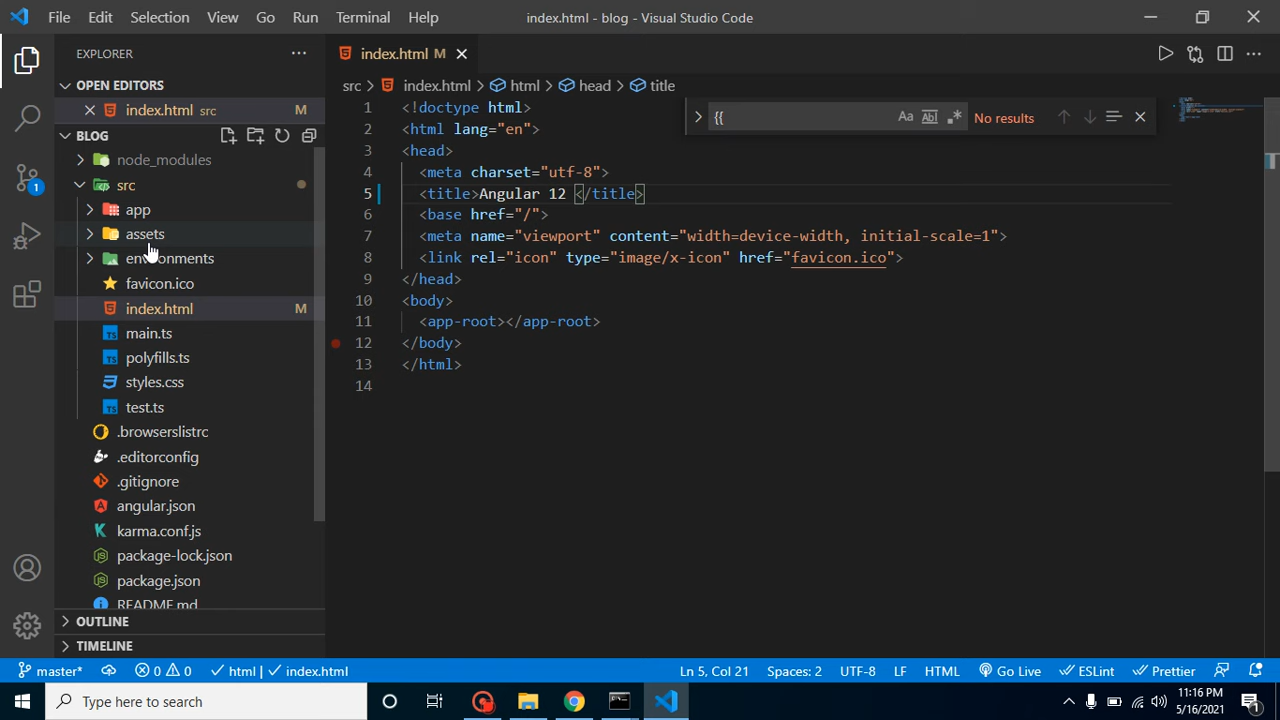 File Edit Selection View Go Run Terminal Help
index.html - blog - Visual Studio Code
EXPLORER
OPEN EDITORS
index.html src M
BLOG
node_modules
src
app
assets
environments
favicon.ico
index.html M
main.ts
polyfills.ts
styles.css
test.ts
.browserslistrc
.editorconfig
.gitignore
angular.json
karma.conf.js
package-lock.json
package.json
README.md
OUTLINE
TIMELINE
index.html M
src > index.html > html > head > title
{{ Aa Abl No results
1 <!doctype html>
2 <html lang="en">
3 <head>
4 <meta charset="utf-8">
5 <title>Angular 12 </title>
6 <base href="/">
7 <meta name="viewport" content="width=device-width, initial-scale=1">
8 <link rel="icon" type="image/x-icon" href="favicon.ico">
9 </head>
10 <body>
11 <app-root></app-root>
12 </body>
13 </html>
14
1
master* 0 0 html | index.html Ln 5, Col 21 Spaces: 2 UTF-8 LF HTML Go Live ESLint Prettier
Type here to search
11:16 PM
5/16/2021
1